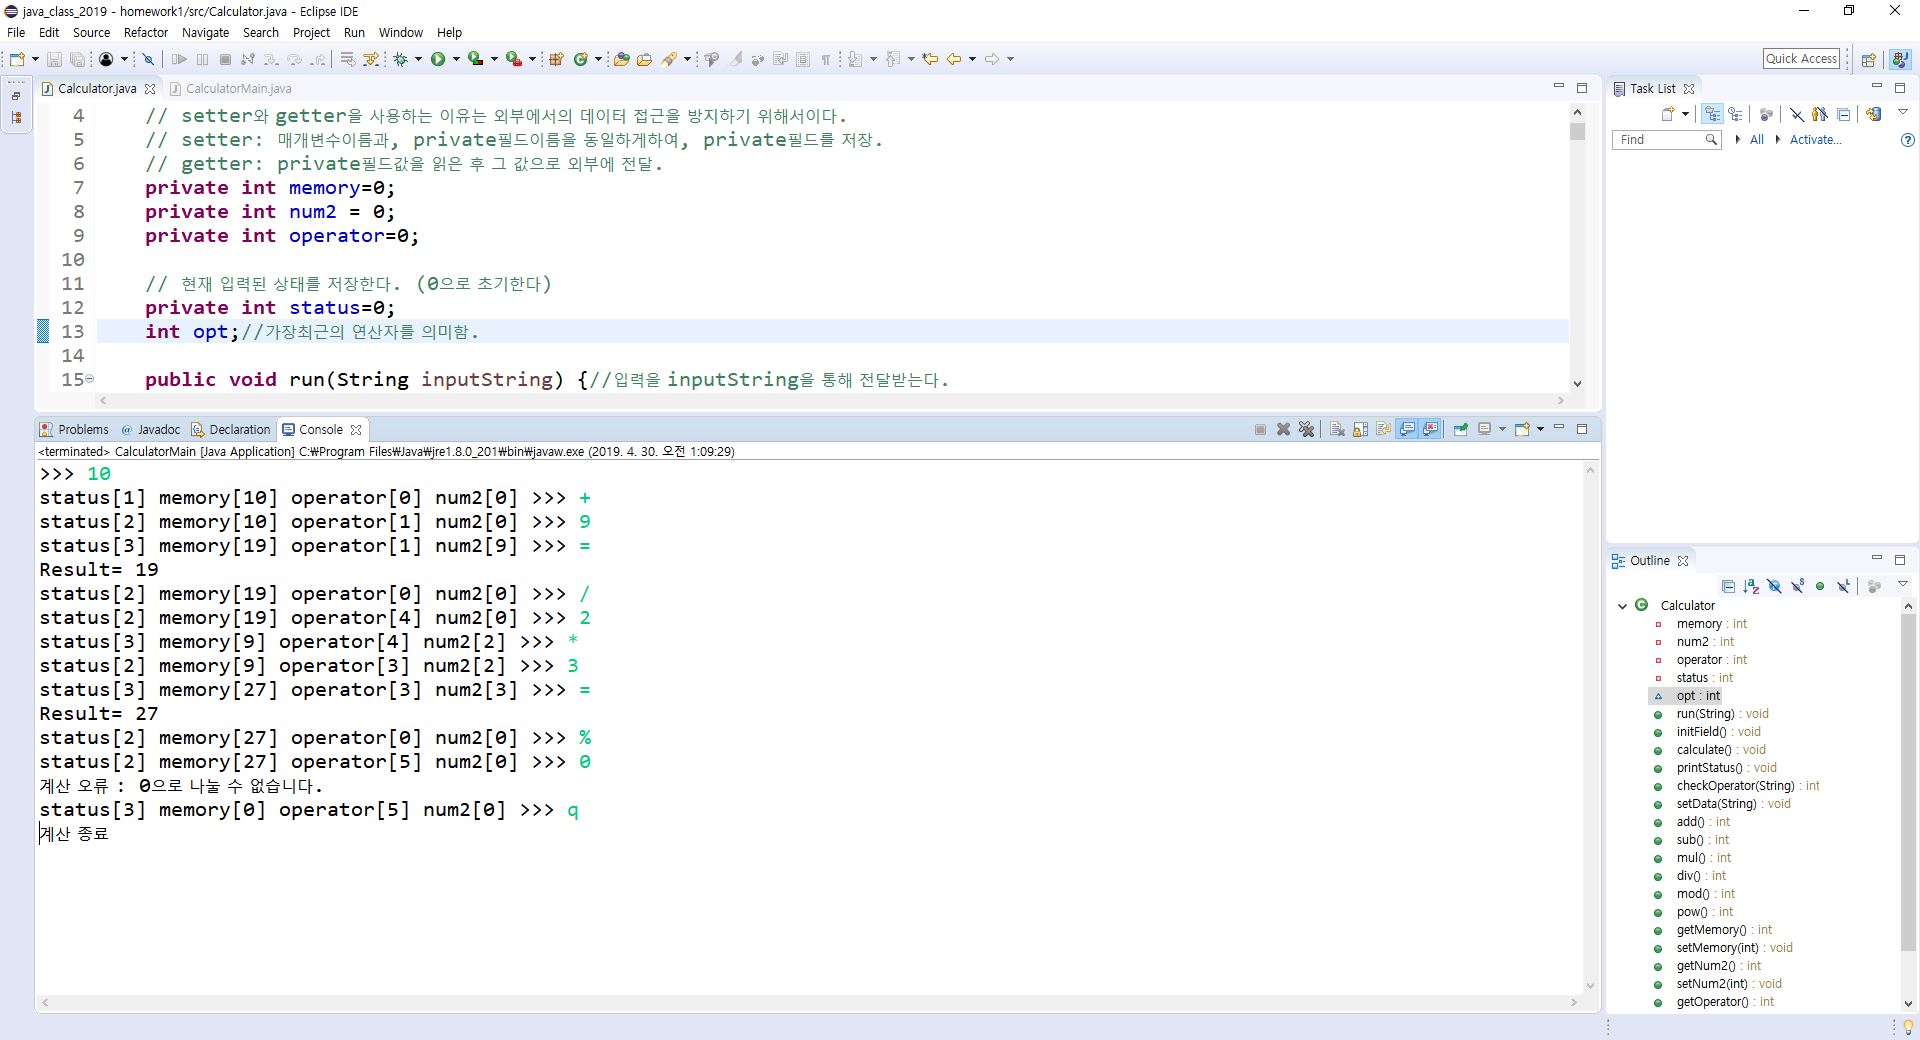 java_class_2019 - homework1/src/Calculator.java - Eclipse IDE
File Edit Source Refactor Navigate Search Project Run Window Help
Quick Access
Calculator.java CalculatorMain.java
4 // setter와 getter을 사용하는 이유는 외부에서의 데이터 접근을 방지하기 위해서이다.
5 // setter: 매개변수이름과, private필드이름을 동일하게하여, private필드를 저장.
6 // getter: private필드값을 읽은 후 그 값으로 외부에 전달.
7 private int memory=0;
8 private int num2 = 0;
9 private int operator=0;
10
11 // 현재 입력된 상태를 저장한다. (0으로 초기한다)
12 private int status=0;
13 int opt;//가장최근의 연산자를 의미함.
14
15 public void run(String inputString) {//입력을 inputString을 통해 전달받는다.
Problems @ Javadoc Declaration Console
<terminated> CalculatorMain [Java Application] C:₩Program Files₩Java₩jre1.8.0_201₩bin₩javaw.exe (2019. 4. 30. 오전 1:09:29)
>>> 10
status[1] memory[10] operator[0] num2[0] >>> +
status[2] memory[10] operator[1] num2[0] >>> 9
status[3] memory[19] operator[1] num2[9] >>> =
Result= 19
status[2] memory[19] operator[0] num2[0] >>> /
status[2] memory[19] operator[4] num2[0] >>> 2
status[3] memory[9] operator[4] num2[2] >>> *
status[2] memory[9] operator[3] num2[2] >>> 3
status[3] memory[27] operator[3] num2[3] >>> =
Result= 27
status[2] memory[27] operator[0] num2[0] >>> %
status[2] memory[27] operator[5] num2[0] >>> 0
계산 오류 : 0으로 나눌 수 없습니다.
status[3] memory[0] operator[5] num2[0] >>> q
계산 종료
Task List
Find All Activate...
Outline
Calculator
memory : int
num2 : int
operator : int
status : int
opt : int
run(String) : void
initField() : void
calculate() : void
printStatus() : void
checkOperator(String) : int
setData(String) : void
add() : int
sub() : int
mul() : int
div() : int
mod() : int
pow() : int
getMemory() : int
setMemory(int) : void
getNum2() : int
setNum2(int) : void
getOperator() : int